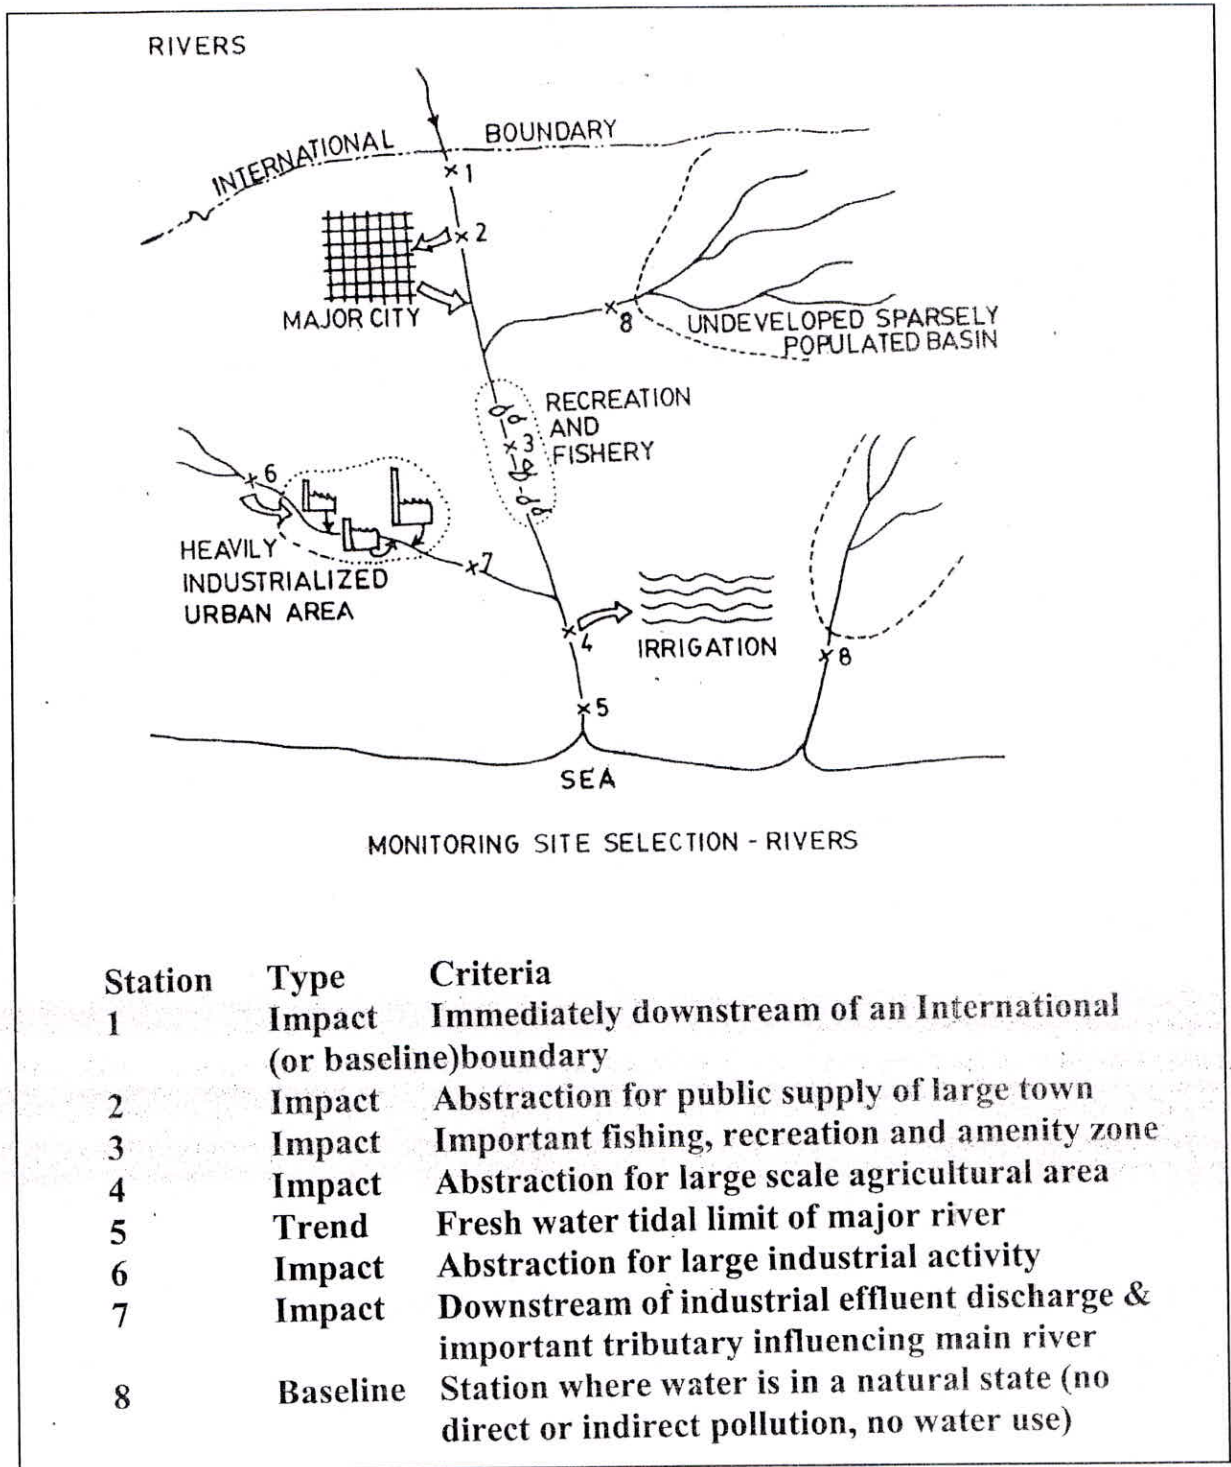 RIVERS
INTERNATIONAL BOUNDARY
1
2
MAJOR CITY
8
UNDEVELOPED SPARSELY
POPULATED BASIN
RECREATION
AND
3
FISHERY
6
HEAVILY
INDUSTRIALIZED
URBAN AREA
7
4
IRRIGATION
8
5
SEA
MONITORING SITE SELECTION - RIVERS
Station Type Criteria
1 Impact Immediately downstream of an International
(or baseline)boundary
2 Impact Abstraction for public supply of large town
3 Impact Important fishing, recreation and amenity zone
4 Impact Abstraction for large scale agricultural area
5 Trend Fresh water tidal limit of major river
6 Impact Abstraction for large industrial activity
7 Impact Downstream of industrial effluent discharge &
important tributary influencing main river
8 Baseline Station where water is in a natural state (no
direct or indirect pollution, no water use)